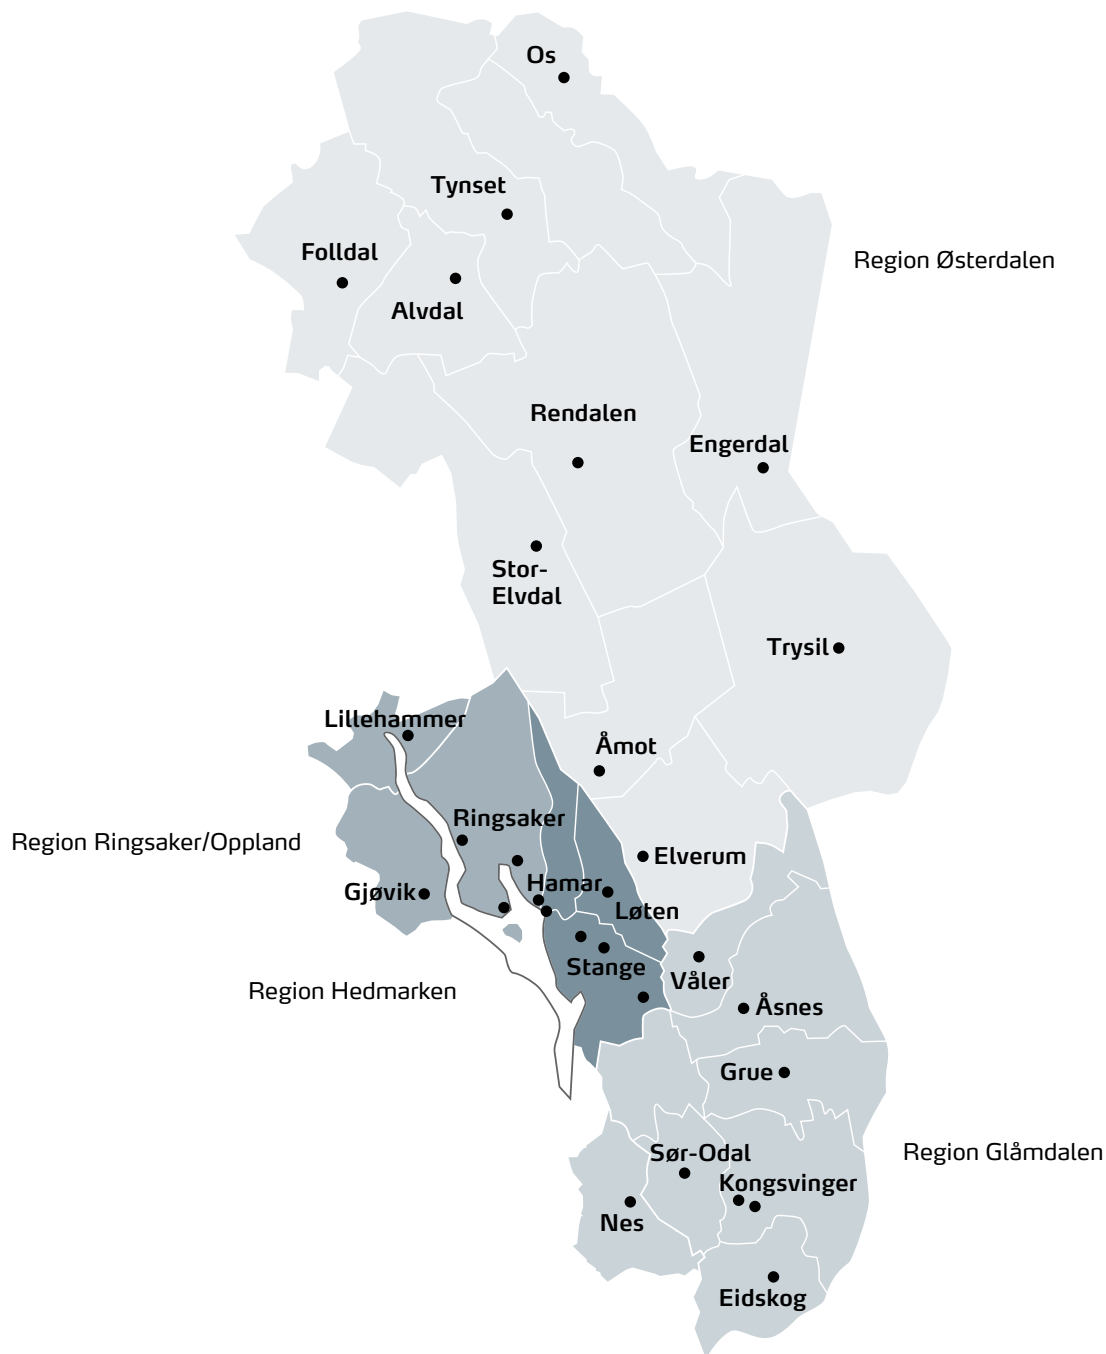 Os
Tynset
Folldal
Region Østerdalen
Alvdal
Rendalen
Engerdal
Stor-
Elvdal
Trysil
Lillehammer
Åmot
Ringsaker
Region Ringsaker/Oppland
Elverum
Hamar
Gjøvik
Løten
Stange
Våler
Region Hedmarken
Åsnes
Grue
Sør-Odal
Region Glåmdalen
Kongsvinger
Nes
Eidskog